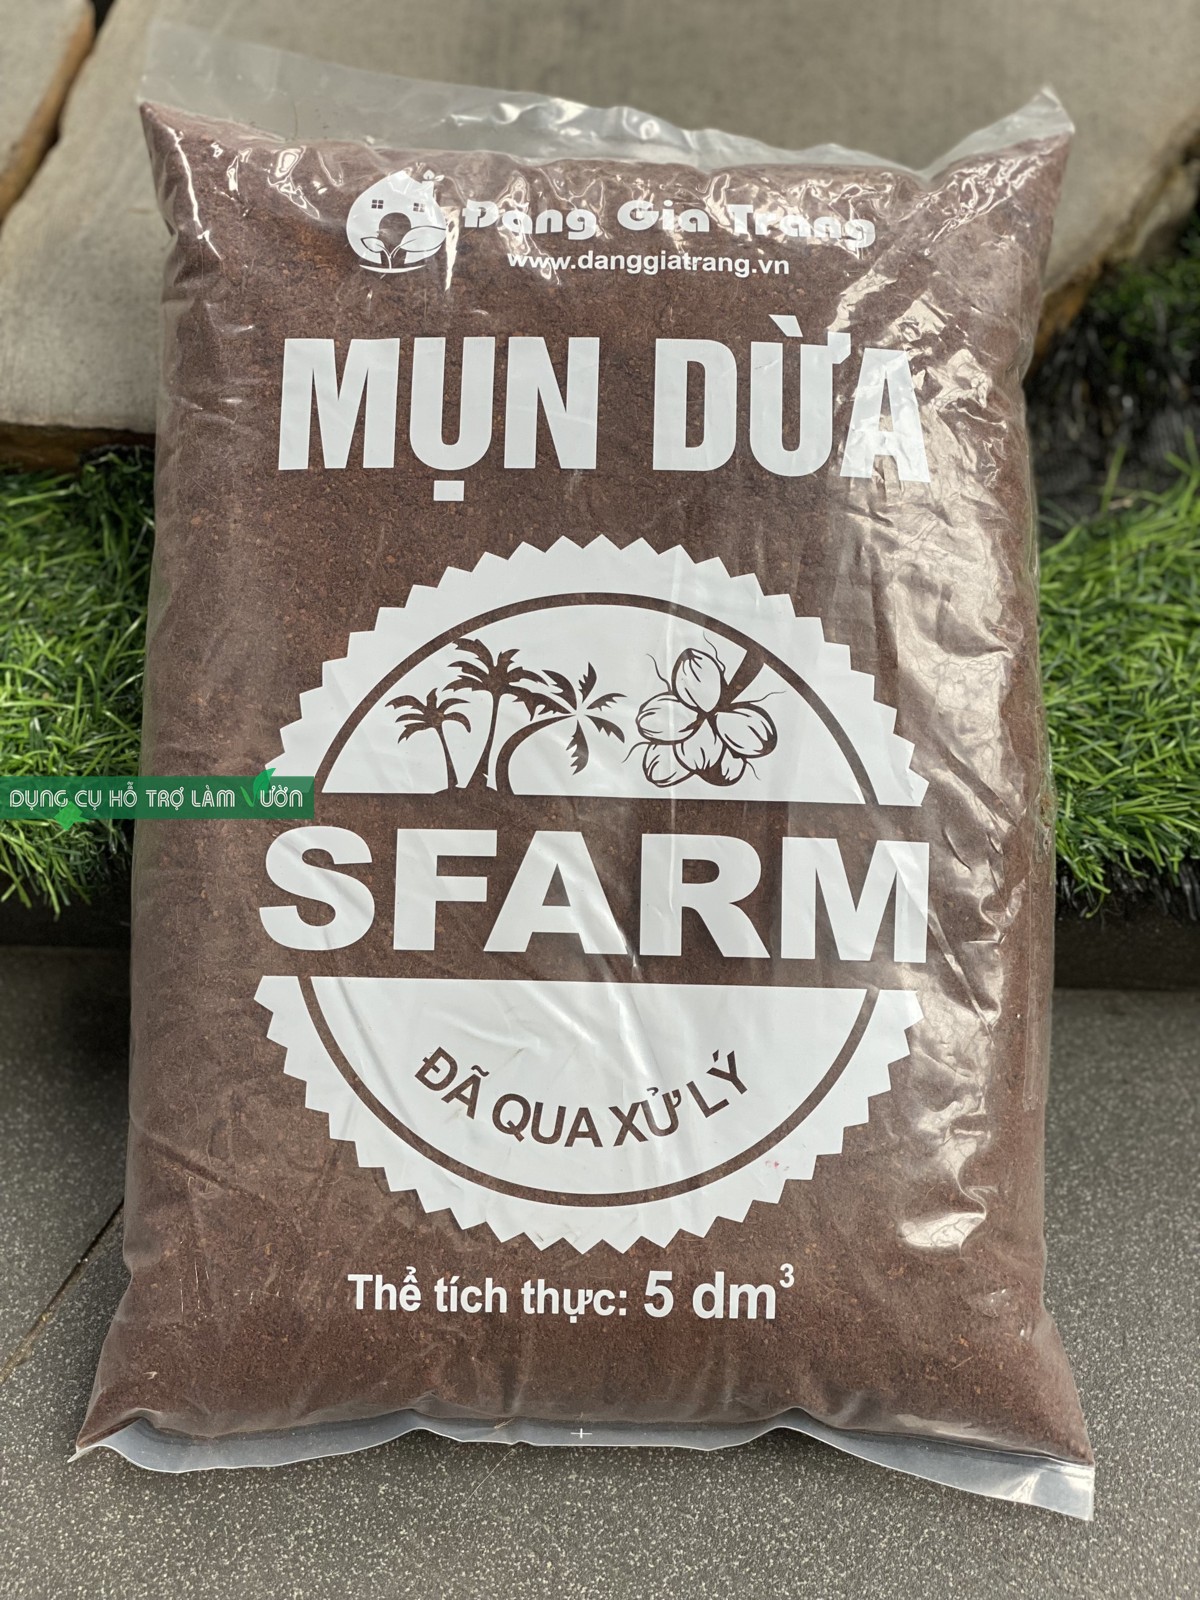 Đặng Gia Trang
www.danggiatrang.vn
MỤN DỪA
DỤNG CỤ HỖ TRỢ LÀM VƯỜN
SFARM
ĐÃ QUA XỬ LÝ
Thể tích thực: 5 dm³